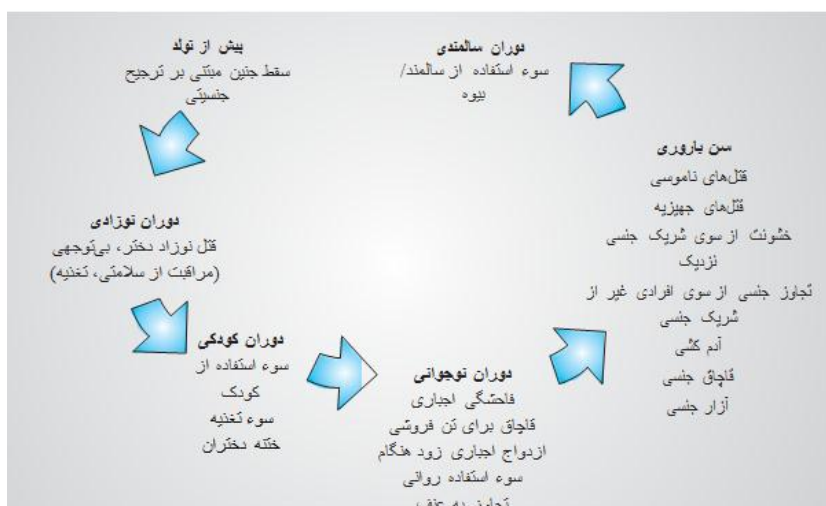 پیش از تولد
سقط جنین مبتنی بر ترجیح
جنسیتی
دوران نوزادی
قتل نوزاد دختر، بی‌توجهی
(مراقبت از سلامتی، تغذیه)
دوران کودکی
سوء استفاده از
کودک
سوء تغذیه
ختنه دختران
دوران نوجوانی
فاحشگی اجباری
قاچاق برای تن فروشی
ازدواج اجباری زود هنگام
سوء استفاده روانی
تجاوز به عنف
سن باروری
قتل‌های ناموسی
قتل‌های جهیزیه
خشونت از سوی شریک جنسی
نزدیک
تجاوز جنسی از سوی افرادی غیر از
شریک جنسی
آدم کشی
قاچاق جنسی
آزار جنسی
دوران سالمندی
سوء استفاده از سالمند/
بیوه